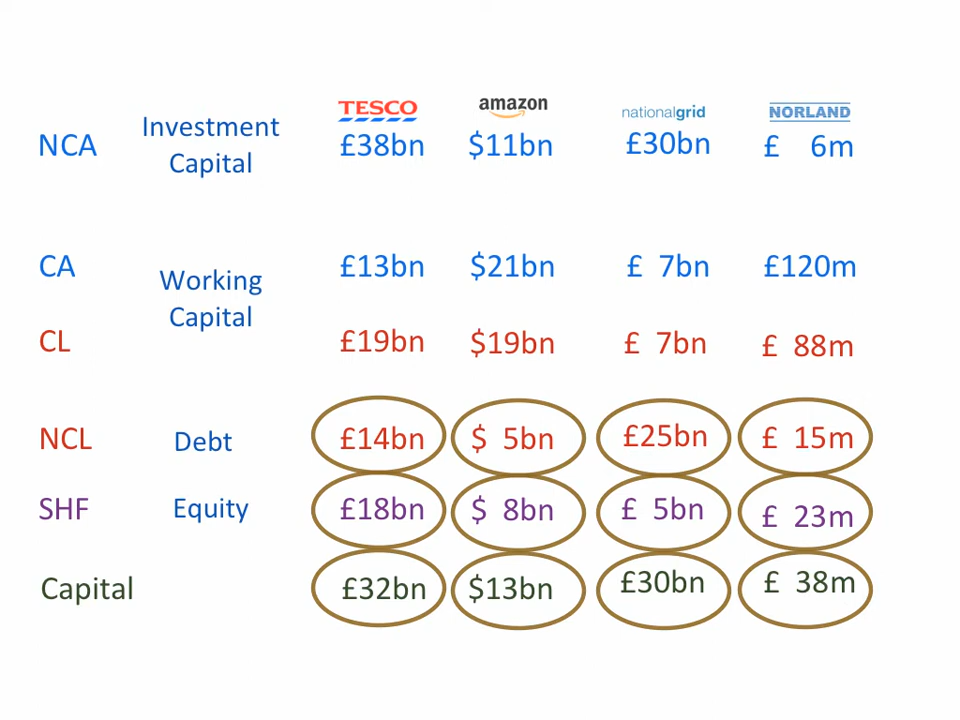 TESCO amazon nationalgrid NORLAND
NCA Investment Capital £38bn $11bn £30bn £ 6m
CA £13bn $21bn £ 7bn £120m
Working Capital
CL £19bn $19bn £ 7bn £ 88m
NCL Debt £14bn $ 5bn £25bn £ 15m
SHF Equity £18bn $ 8bn £ 5bn £ 23m
Capital £32bn $13bn £30bn £ 38m